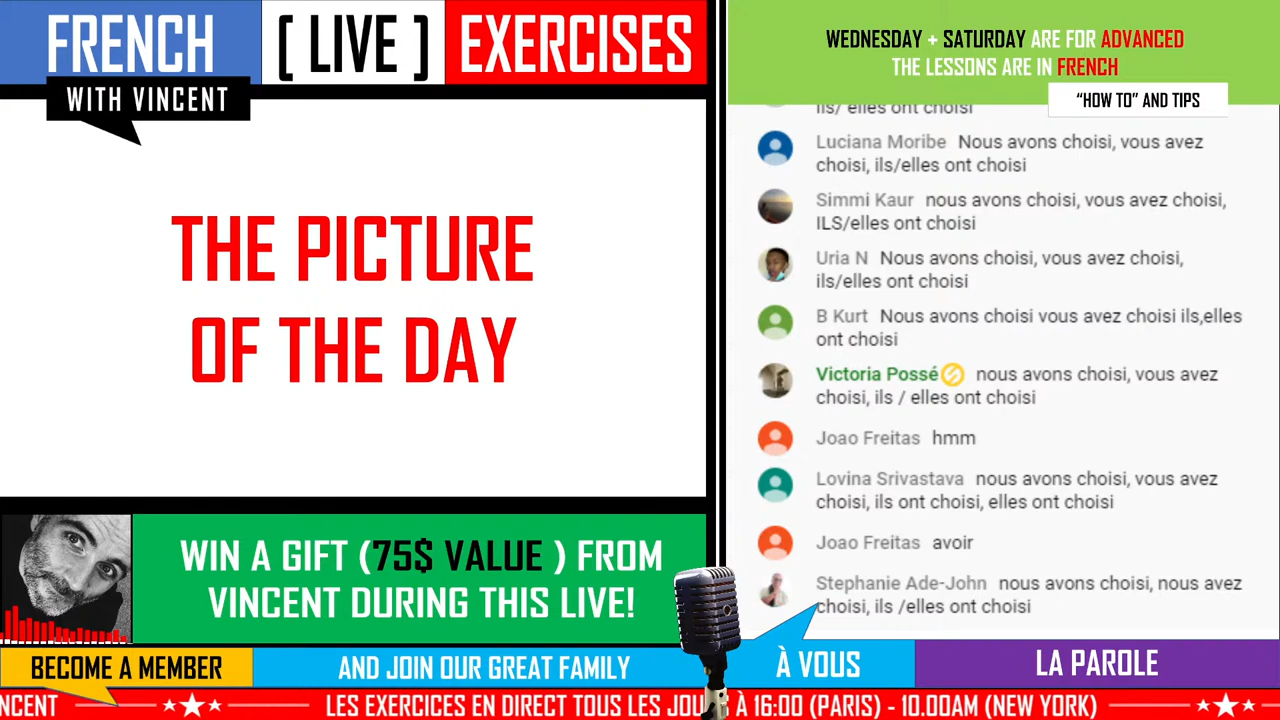 FRENCH
[ LIVE ]
EXERCISES
WITH VINCENT
THE PICTURE
OF THE DAY
WIN A GIFT (75$ VALUE ) FROM
VINCENT DURING THIS LIVE!
BECOME A MEMBER
AND JOIN OUR GREAT FAMILY
WEDNESDAY + SATURDAY ARE FOR ADVANCED
THE LESSONS ARE IN FRENCH
"HOW TO" AND TIPS
ils/elles ont choisi
Luciana Moribe Nous avons choisi, vous avez
choisi, ils/elles ont choisi
Simmi Kaur nous avons choisi, vous avez choisi,
ILS/elles ont choisi
Uria N Nous avons choisi, vous avez choisi,
ils/elles ont choisi
B Kurt Nous avons choisi vous avez choisi ils,elles
ont choisi
Victoria Possé nous avons choisi, vous avez
choisi, ils / elles ont choisi
Joao Freitas hmm
Lovina Srivastava nous avons choisi, vous avez
choisi, ils ont choisi, elles ont choisi
Joao Freitas avoir
Stephanie Ade-John nous avons choisi, nous avez
choisi, ils /elles ont choisi
À VOUS
LA PAROLE
NCENT
LES EXERCICES EN DIRECT TOUS LES JOU À 16:00 (PARIS) - 10.00AM (NEW YORK)